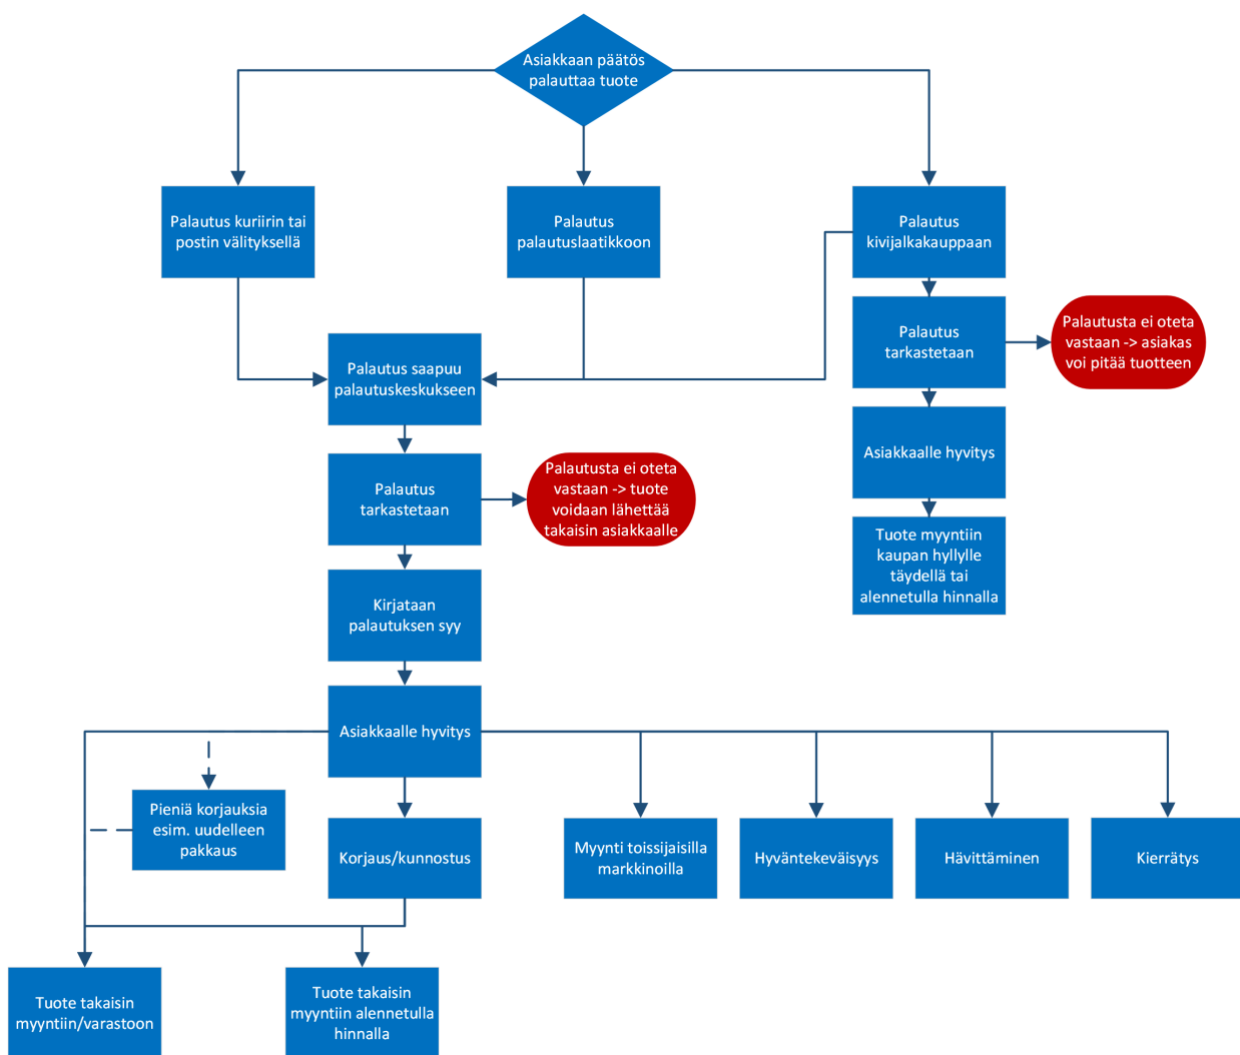 Asiakkaan päätös
palauttaa tuote
Palautus kuriirin tai
postin välityksellä
Palautus
palautuslaatikkoon
Palautus
kivijalkakauppaan
Palautus
tarkastetaan
Palautusta ei oteta
vastaan -> asiakas
voi pitää tuotteen
Palautus saapuu
palautuskeskukseen
Asiakkaalle hyvitys
Palautus
tarkastetaan
Palautusta ei oteta
vastaan -> tuote
voidaan lähettää
takaisin asiakkaalle
Tuote myyntiin
kaupan hyllylle
täydellä tai
alennetulla hinnalla
Kirjataan
palautuksen syy
Asiakkaalle hyvitys
Pieniä korjauksia
esim. uudelleen
pakkaus
Korjaus/kunnostus
Myynti toissijaisilla
markkinoilla
Hyväntekeväisyys
Hävittäminen
Kierrätys
Tuote takaisin
myyntiin/varastoon
Tuote takaisin
myyntiin alennetulla
hinnalla